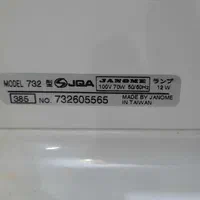 MODEL 732 型 JQA JANOME ランプ
100V 70W 50/60Hz 12W
385 NO. 732605565 MADE BY JANOME
IN TAIWAN